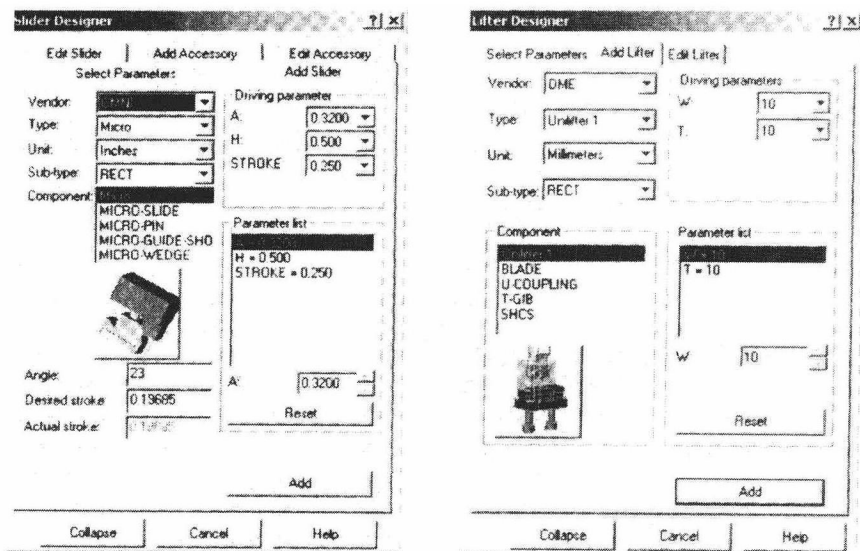 Slider Designer
Edit Slider
Add Accessory
Edit Accessory
Select Parameters
Add Slider
Vendor:
Type:
Micro
Unit:
Inches
Sub-type:
RECT
Component:
MICRO-SLIDE
MICRO-PIN
MICRO-GUIDE-SHO
MICRO-WEDGE
Angle:
23
Desired stroke:
0.19685
Actual stroke:
Driving parameter
A:
0.3200
H:
0.500
STROKE
0.250
Parameter list
H = 0.500
STROKE = 0.250
A:
0.3200
Reset
Add
Collapse
Cancel
Help
Lifter Designer
Select Parameters
Add Lifter
Edit Lifter
Vendor:
DME
Type:
Unilifter 1
Unit:
Millimeters
Sub-type:
RECT
Driving parameters
W:
10
T:
10
Component
BLADE
U-COUPLING
T-GIB
SHCS
Parameter list
T = 10
W
10
Reset
Add
Collapse
Cancel
Help